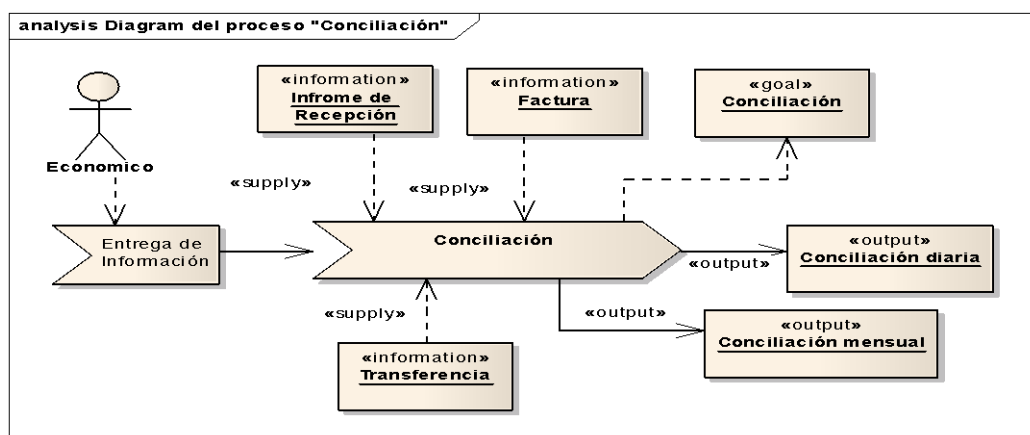 analysis Diagram del proceso "Conciliación"
«information»
Infrome de
Recepción
«information»
Factura
«goal»
Conciliación
Economico
«supply»
«supply»
Entrega de
Información
Conciliación
«output»
«output»
Conciliación diaria
«supply»
«output»
«output»
Conciliación mensual
«information»
Transferencia